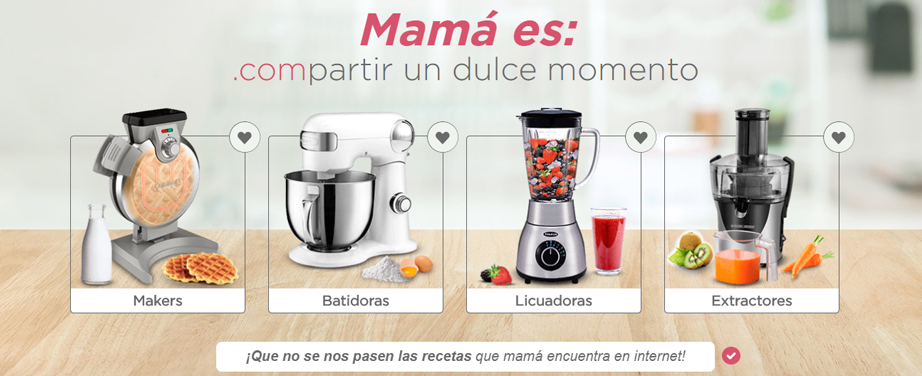 Mamá es:
.compartir un dulce momento
Makers
Batidoras
Licuadoras
Extractores
¡Que no se nos pasen las recetas que mamá encuentra en internet!